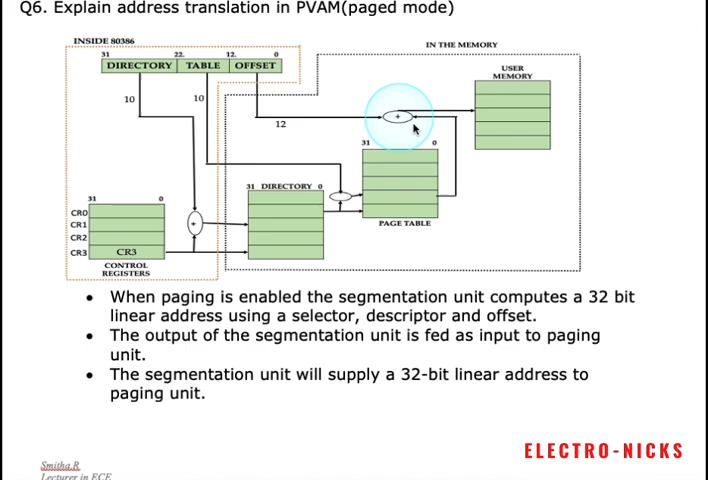 Q6. Explain address translation in PVAM(paged mode)
INSIDE 80386
IN THE MEMORY
31 22. 12. 0
DIRECTORY TABLE OFFSET
USER
MEMORY
10
10
12
+
31 0
31 DIRECTORY 0
31 0
CR0
CR1
CR2
CR3 CR3
+
PAGE TABLE
CONTROL
REGISTERS
• When paging is enabled the segmentation unit computes a 32 bit
linear address using a selector, descriptor and offset.
• The output of the segmentation unit is fed as input to paging
unit.
• The segmentation unit will supply a 32-bit linear address to
paging unit.
ELECTRO-NICKS
Smitha.R
Lecturer in ECE